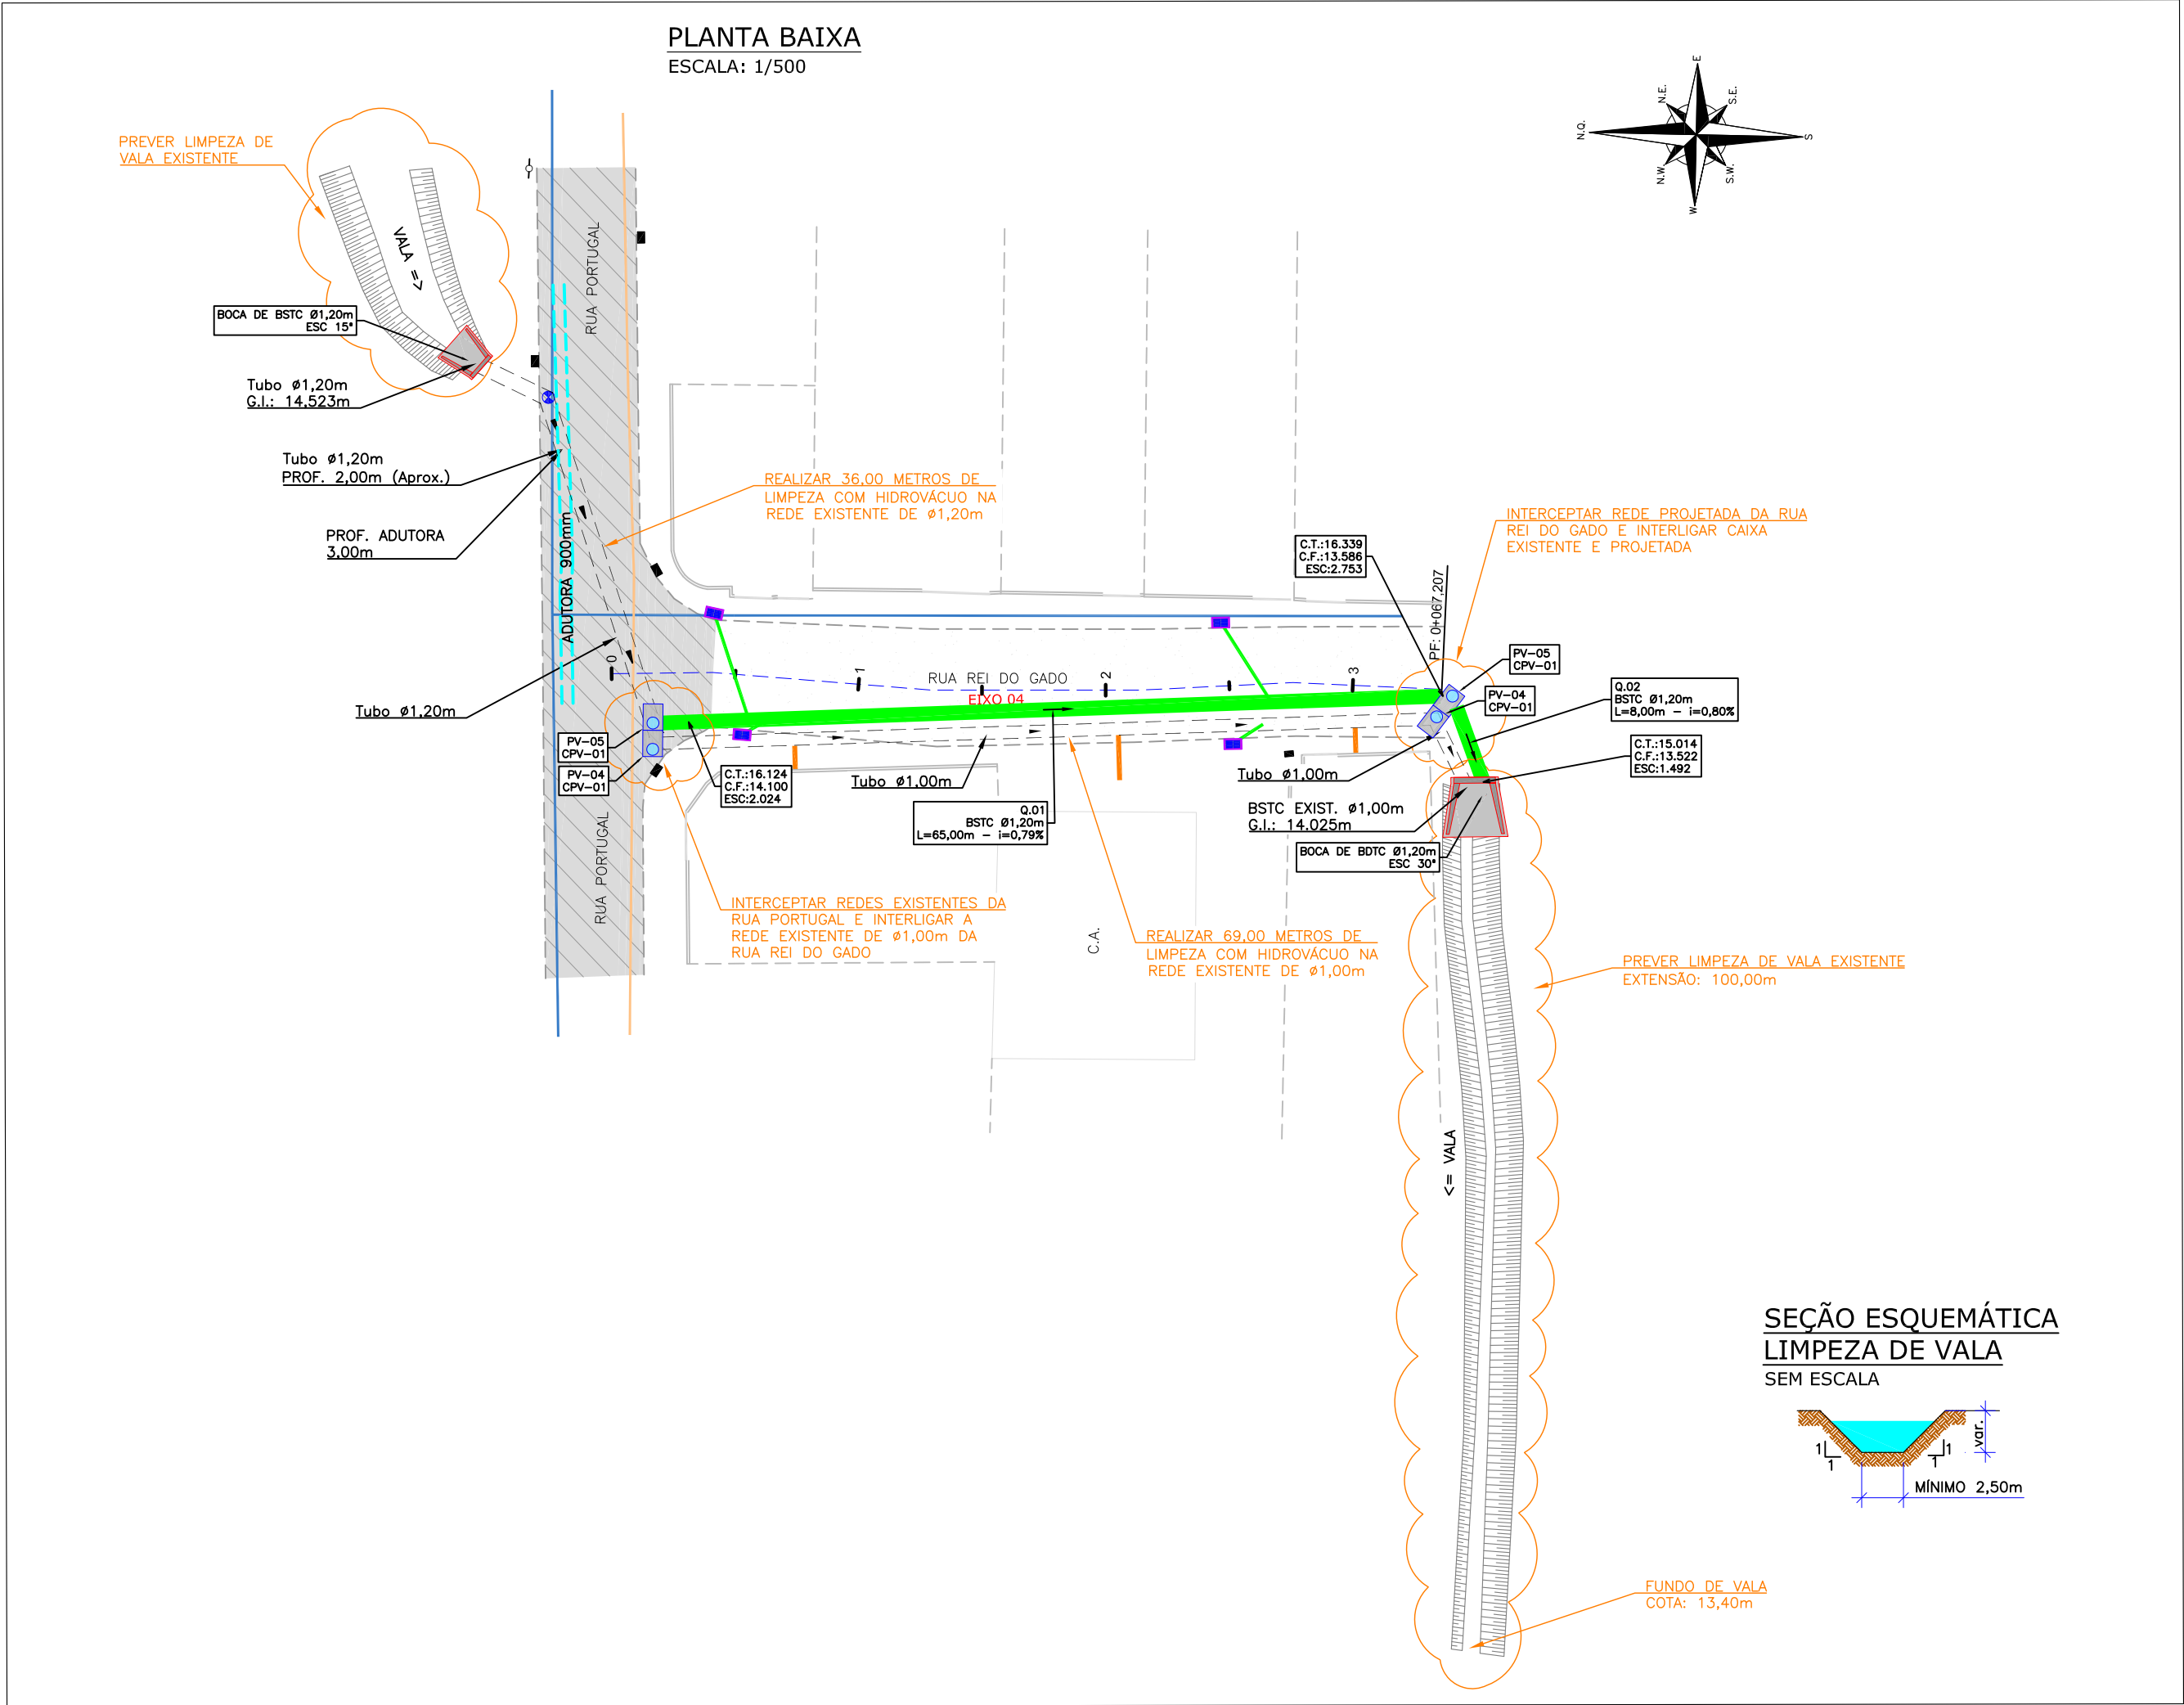 PLANTA BAIXA
ESCALA: 1/500
E
N.E.
S.E.
N.Q.
S
N.W.
S.W.
W
PREVER LIMPEZA DE
VALA EXISTENTE
VALA =>
RUA PORTUGAL
BOCA DE BSTC Ø1,20m
ESC 15°
Tubo ø1,20m
G.I.: 14,523m
Tubo ø1,20m
PROF. 2,00m (Aprox.)
PROF. ADUTORA
3,00m
ADUTORA 900mm
REALIZAR 36,00 METROS DE
LIMPEZA COM HIDROVÁCUO NA
REDE EXISTENTE DE ø1,20m
INTERCEPTAR REDE PROJETADA DA RUA
REI DO GADO E INTERLIGAR CAIXA
EXISTENTE E PROJETADA
C.T.:16.339
C.F.:13.586
ESC:2.753
PF: 0+067,207
PV-05
CPV-01
PV-04
CPV-01
Q.02
BSTC Ø1,20m
L=8,00m - i=0,80%
0
1
2
3
RUA REI DO GADO
EIXO 04
Tubo ø1,20m
PV-05
CPV-01
PV-04
CPV-01
C.T.:16.124
C.F.:14.100
ESC:2.024
Tubo ø1,00m
Q.01
BSTC Ø1,20m
L=65,00m - i=0,79%
Tubo ø1,00m
C.T.:15.014
C.F.:13.522
ESC:1.492
BSTC EXIST. ø1,00m
G.I.: 14.025m
BOCA DE BDTC Ø1,20m
ESC 30°
RUA PORTUGAL
INTERCEPTAR REDES EXISTENTES DA
RUA PORTUGAL E INTERLIGAR A
REDE EXISTENTE DE ø1,00m DA
RUA REI DO GADO
C.A.
REALIZAR 69,00 METROS DE
LIMPEZA COM HIDROVÁCUO NA
REDE EXISTENTE DE ø1,00m
PREVER LIMPEZA DE VALA EXISTENTE
EXTENSÃO: 100,00m
<= VALA
SEÇÃO ESQUEMÁTICA
LIMPEZA DE VALA
SEM ESCALA
1
1
1
1
var.
MÍNIMO 2,50m
FUNDO DE VALA
COTA: 13,40m